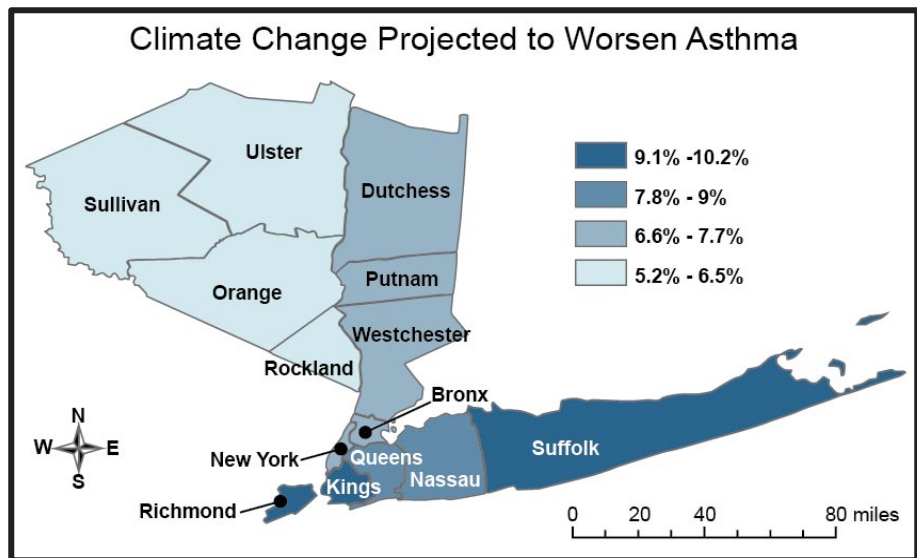 Climate Change Projected to Worsen Asthma
Ulster
Dutchess
Sullivan
9.1% -10.2%
7.8% - 9%
6.6% - 7.7%
5.2% - 6.5%
Putnam
Orange
Westchester
Rockland
Bronx
N
W E
S
New York
Queens
Suffolk
Kings
Nassau
Richmond
0 20 40 60 80 miles